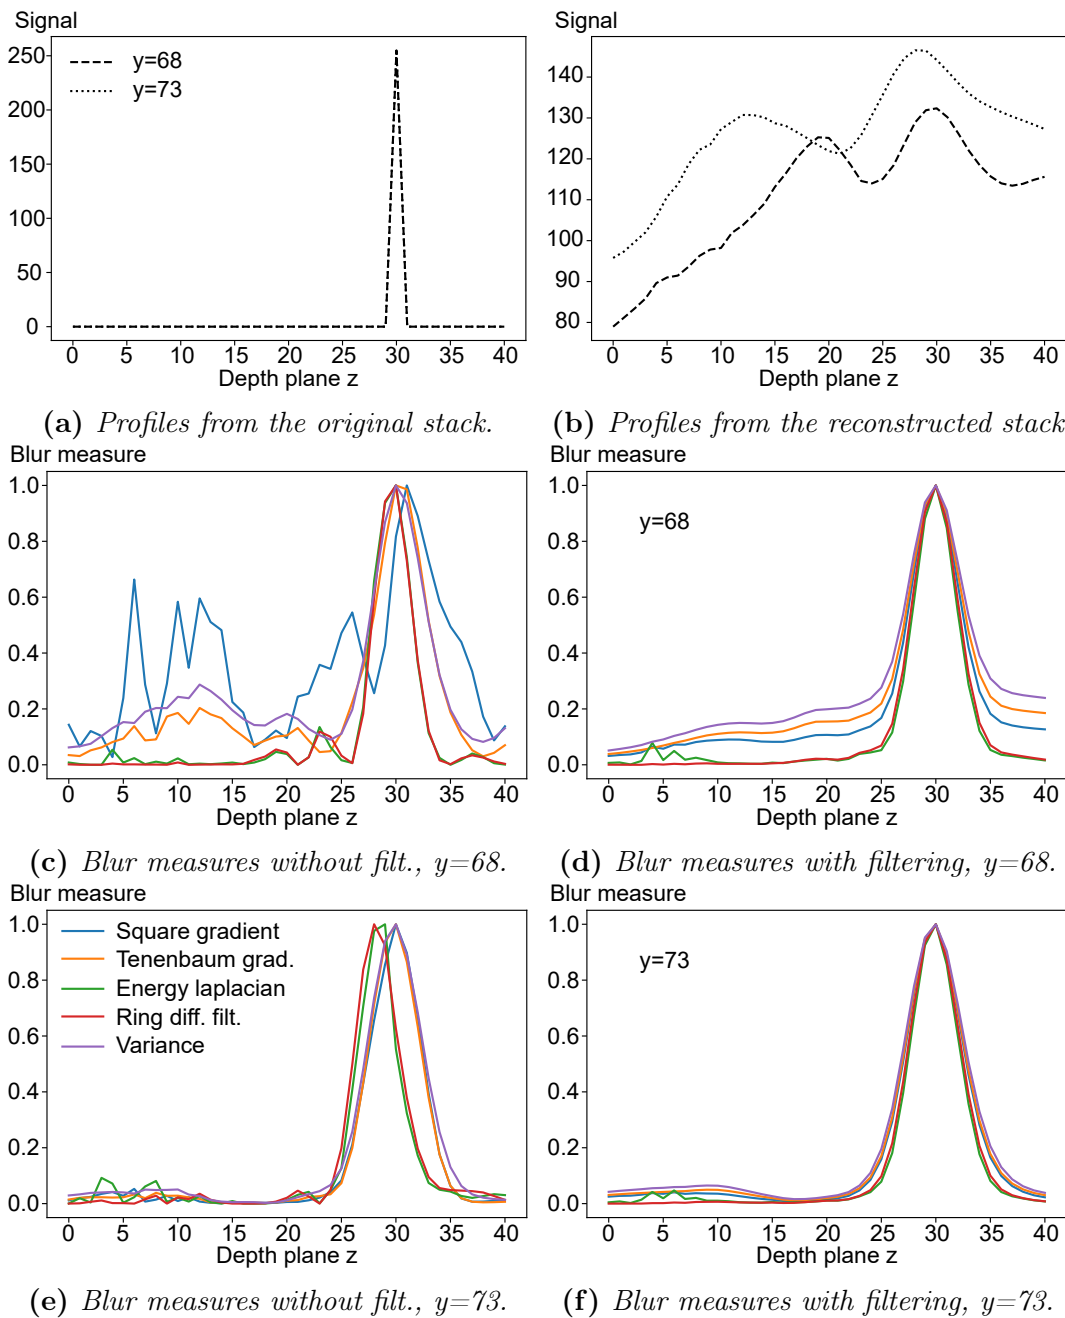 Signal
Signal
250
200
150
100
50
0
y=68
y=73
0 5 10 15 20 25 30 35 40
Depth plane z
140
130
120
110
100
90
80
0 5 10 15 20 25 30 35 40
Depth plane z
(a) Profiles from the original stack.
(b) Profiles from the reconstructed stack
Blur measure
Blur measure
1.0
0.8
0.6
0.4
0.2
0.0
0 5 10 15 20 25 30 35 40
Depth plane z
1.0
0.8
0.6
0.4
0.2
0.0
y=68
0 5 10 15 20 25 30 35 40
Depth plane z
(c) Blur measures without filt., y=68.
(d) Blur measures with filtering, y=68.
Blur measure
Blur measure
1.0
0.8
0.6
0.4
0.2
0.0
Square gradient
Tenenbaum grad.
Energy laplacian
Ring diff. filt.
Variance
0 5 10 15 20 25 30 35 40
Depth plane z
1.0
0.8
0.6
0.4
0.2
0.0
y=73
0 5 10 15 20 25 30 35 40
Depth plane z
(e) Blur measures without filt., y=73.
(f) Blur measures with filtering, y=73.